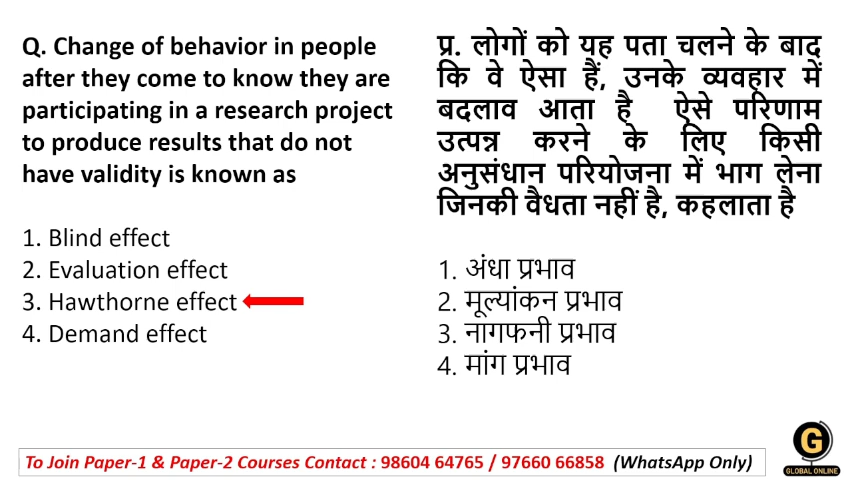 Q. Change of behavior in people
after they come to know they are
participating in a research project
to produce results that do not
have validity is known as
1. Blind effect
2. Evaluation effect
3. Hawthorne effect
4. Demand effect
प्र. लोगों को यह पता चलने के बाद
कि वे ऐसा हैं, उनके व्यवहार में
बदलाव आता है ऐसे परिणाम
उत्पन्न करने के लिए किसी
अनुसंधान परियोजना में भाग लेना
जिनकी वैधता नहीं है, कहलाता है
1. अंधा प्रभाव
2. मूल्यांकन प्रभाव
3. नागफनी प्रभाव
4. मांग प्रभाव
G
GLOBAL ONLINE
To Join Paper-1 & Paper-2 Courses Contact : 98604 64765 / 97660 66858 (WhatsApp Only)